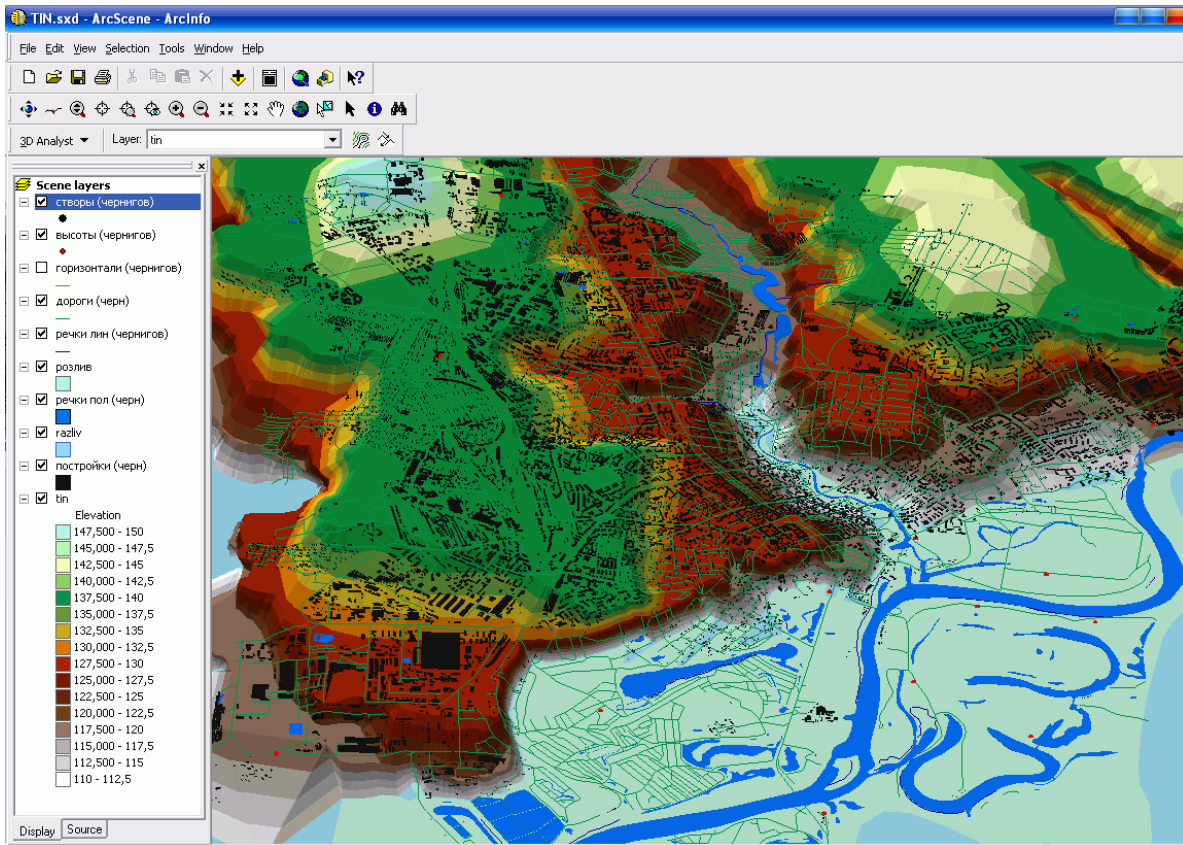 TIN.sxd - ArcScene - ArcInfo
File Edit View Selection Tools Window Help
3D Analyst Layer: tin
Scene layers
створы (чернигов)
высоты (чернигов)
горизонтали (чернигов)
дороги (черн)
речки лин (чернигов)
розлив
речки пол (черн)
razliv
постройки (черн)
tin
Elevation
147,500 - 150
145,000 - 147,5
142,500 - 145
140,000 - 142,5
137,500 - 140
135,000 - 137,5
132,500 - 135
130,000 - 132,5
127,500 - 130
125,000 - 127,5
122,500 - 125
120,000 - 122,5
117,500 - 120
115,000 - 117,5
112,500 - 115
110 - 112,5
Display Source